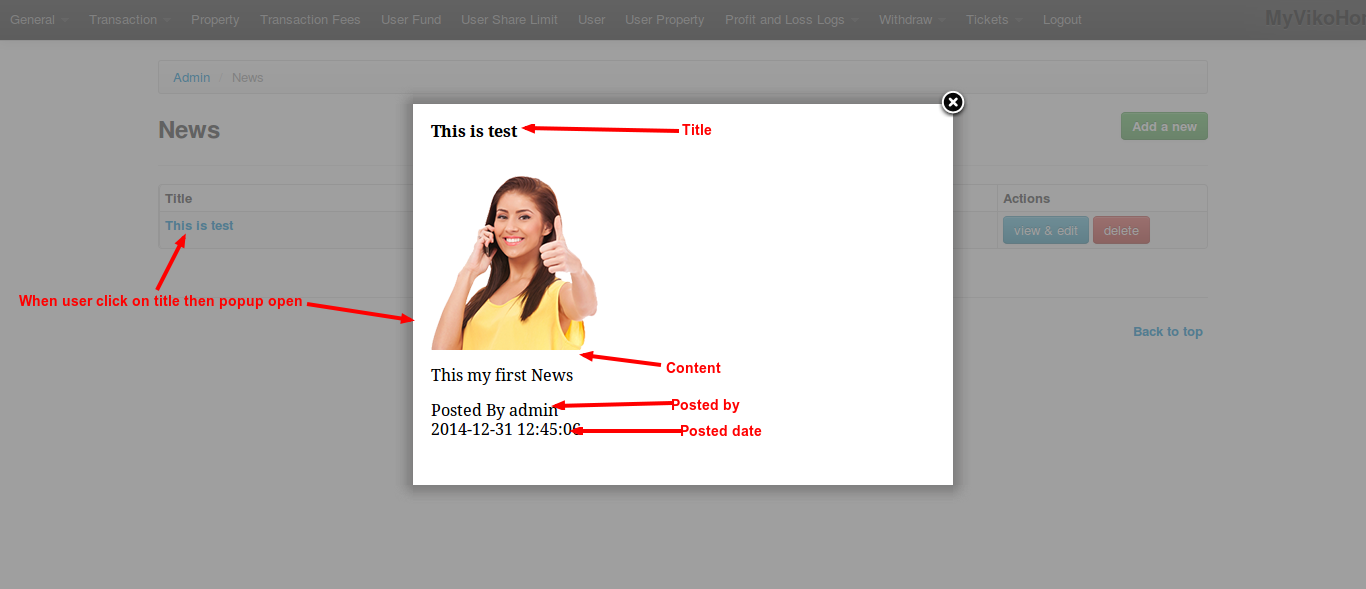 General Transaction Property Transaction Fees User Fund User Share Limit User User Property Profit and Loss Logs Withdraw Tickets Logout MyVikoHor
Admin / News
News
Add a new
This is test
Title
Title
Actions
This is test
view & edit delete
When user click on title then popup open
Back to top
Content
This my first News
Posted By admin
Posted by
2014-12-31 12:45:06
Posted date